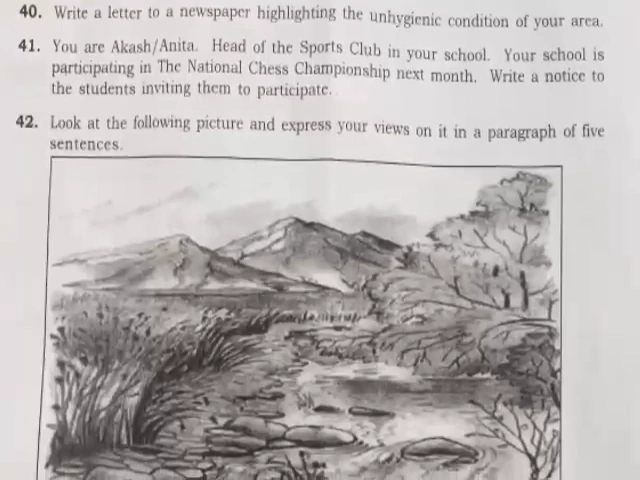 40. Write a letter to a newspaper highlighting the unhygienic condition of your area.
41. You are Akash/Anita. Head of the Sports Club in your school. Your school is
participating in The National Chess Championship next month. Write a notice to
the students inviting them to participate.
42. Look at the following picture and express your views on it in a paragraph of five
sentences.